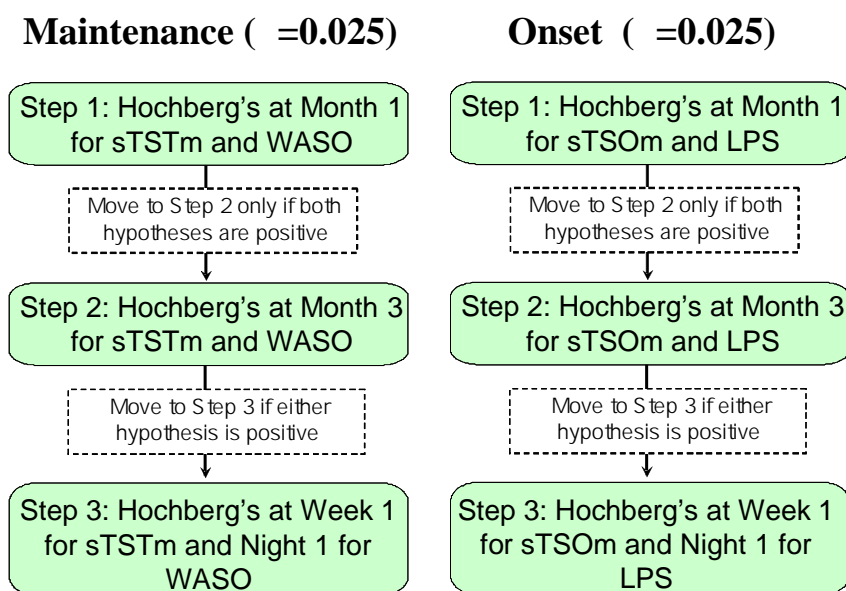 Maintenance ( =0.025)
Step 1: Hochberg's at Month 1
for sTSTm and WASO
Move to Step 2 only if both
hypotheses are positive
Step 2: Hochberg's at Month 3
for sTSTm and WASO
Move to Step 3 if either
hypothesis is positive
Step 3: Hochberg's at Week 1
for sTSTm and Night 1 for
WASO
Onset ( =0.025)
Step 1: Hochberg's at Month 1
for sTSOm and LPS
Move to Step 2 only if both
hypotheses are positive
Step 2: Hochberg's at Month 3
for sTSOm and LPS
Move to Step 3 if either
hypothesis is positive
Step 3: Hochberg's at Week 1
for sTSOm and Night 1 for
LPS